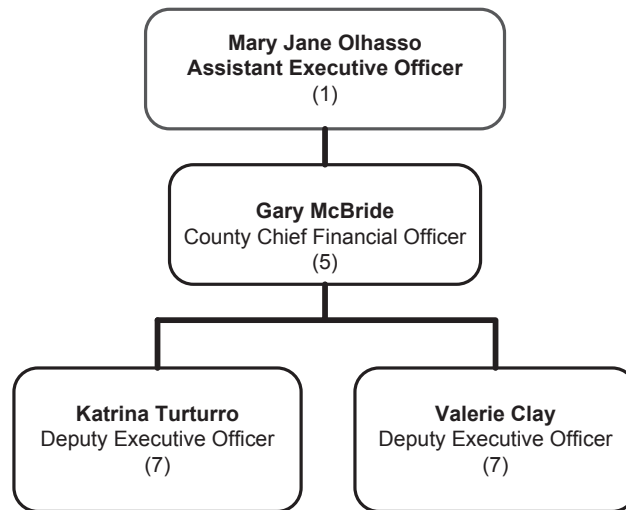 Mary Jane Olhasso
Assistant Executive Officer
(1)
Gary McBride
County Chief Financial Officer
(5)
Katrina Turturro
Deputy Executive Officer
(7)
Valerie Clay
Deputy Executive Officer
(7)